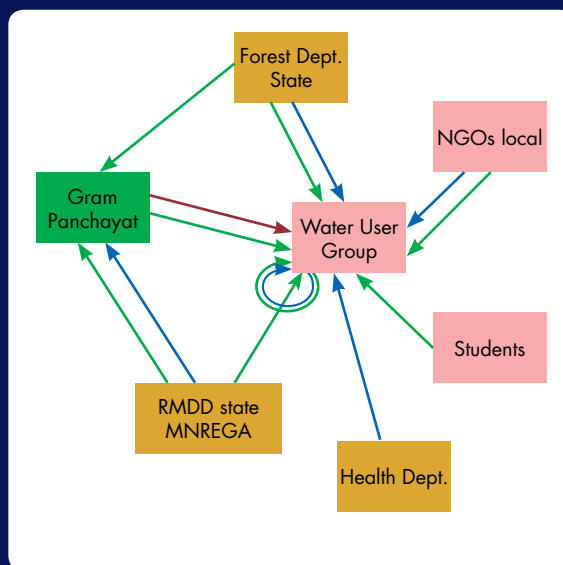 Forest Dept.
State
NGOs local
Gram
Panchayat
Water User
Group
Students
RMDD state
MNREGA
Health Dept.